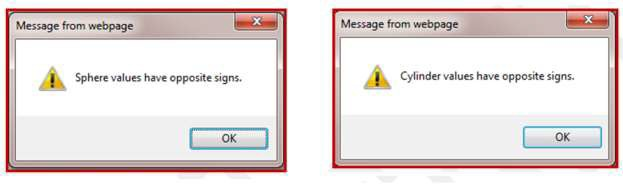 Message from webpage
Sphere values have opposite signs.
OK
Message from webpage
Cylinder values have opposite signs.
OK